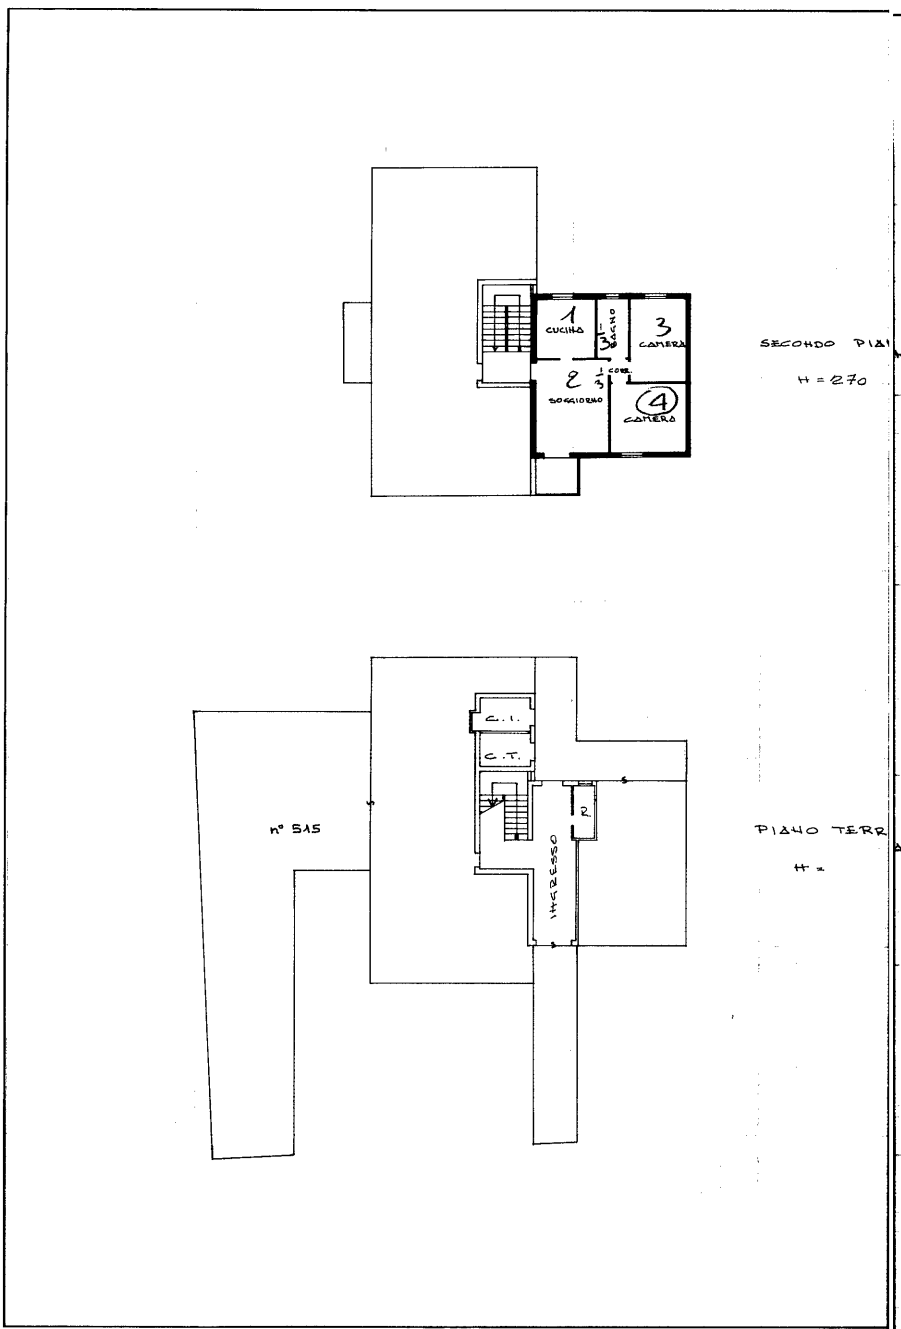 1
CUCINA
1/3
BAGNO
3
CAMERA
2
SOGGIORNO
1/3
CORR.
4
CAMERA
SECONDO PIA
H = 270
C.I.
C.T.
n° 515
INGRESSO
R
PIANO TERR
H =